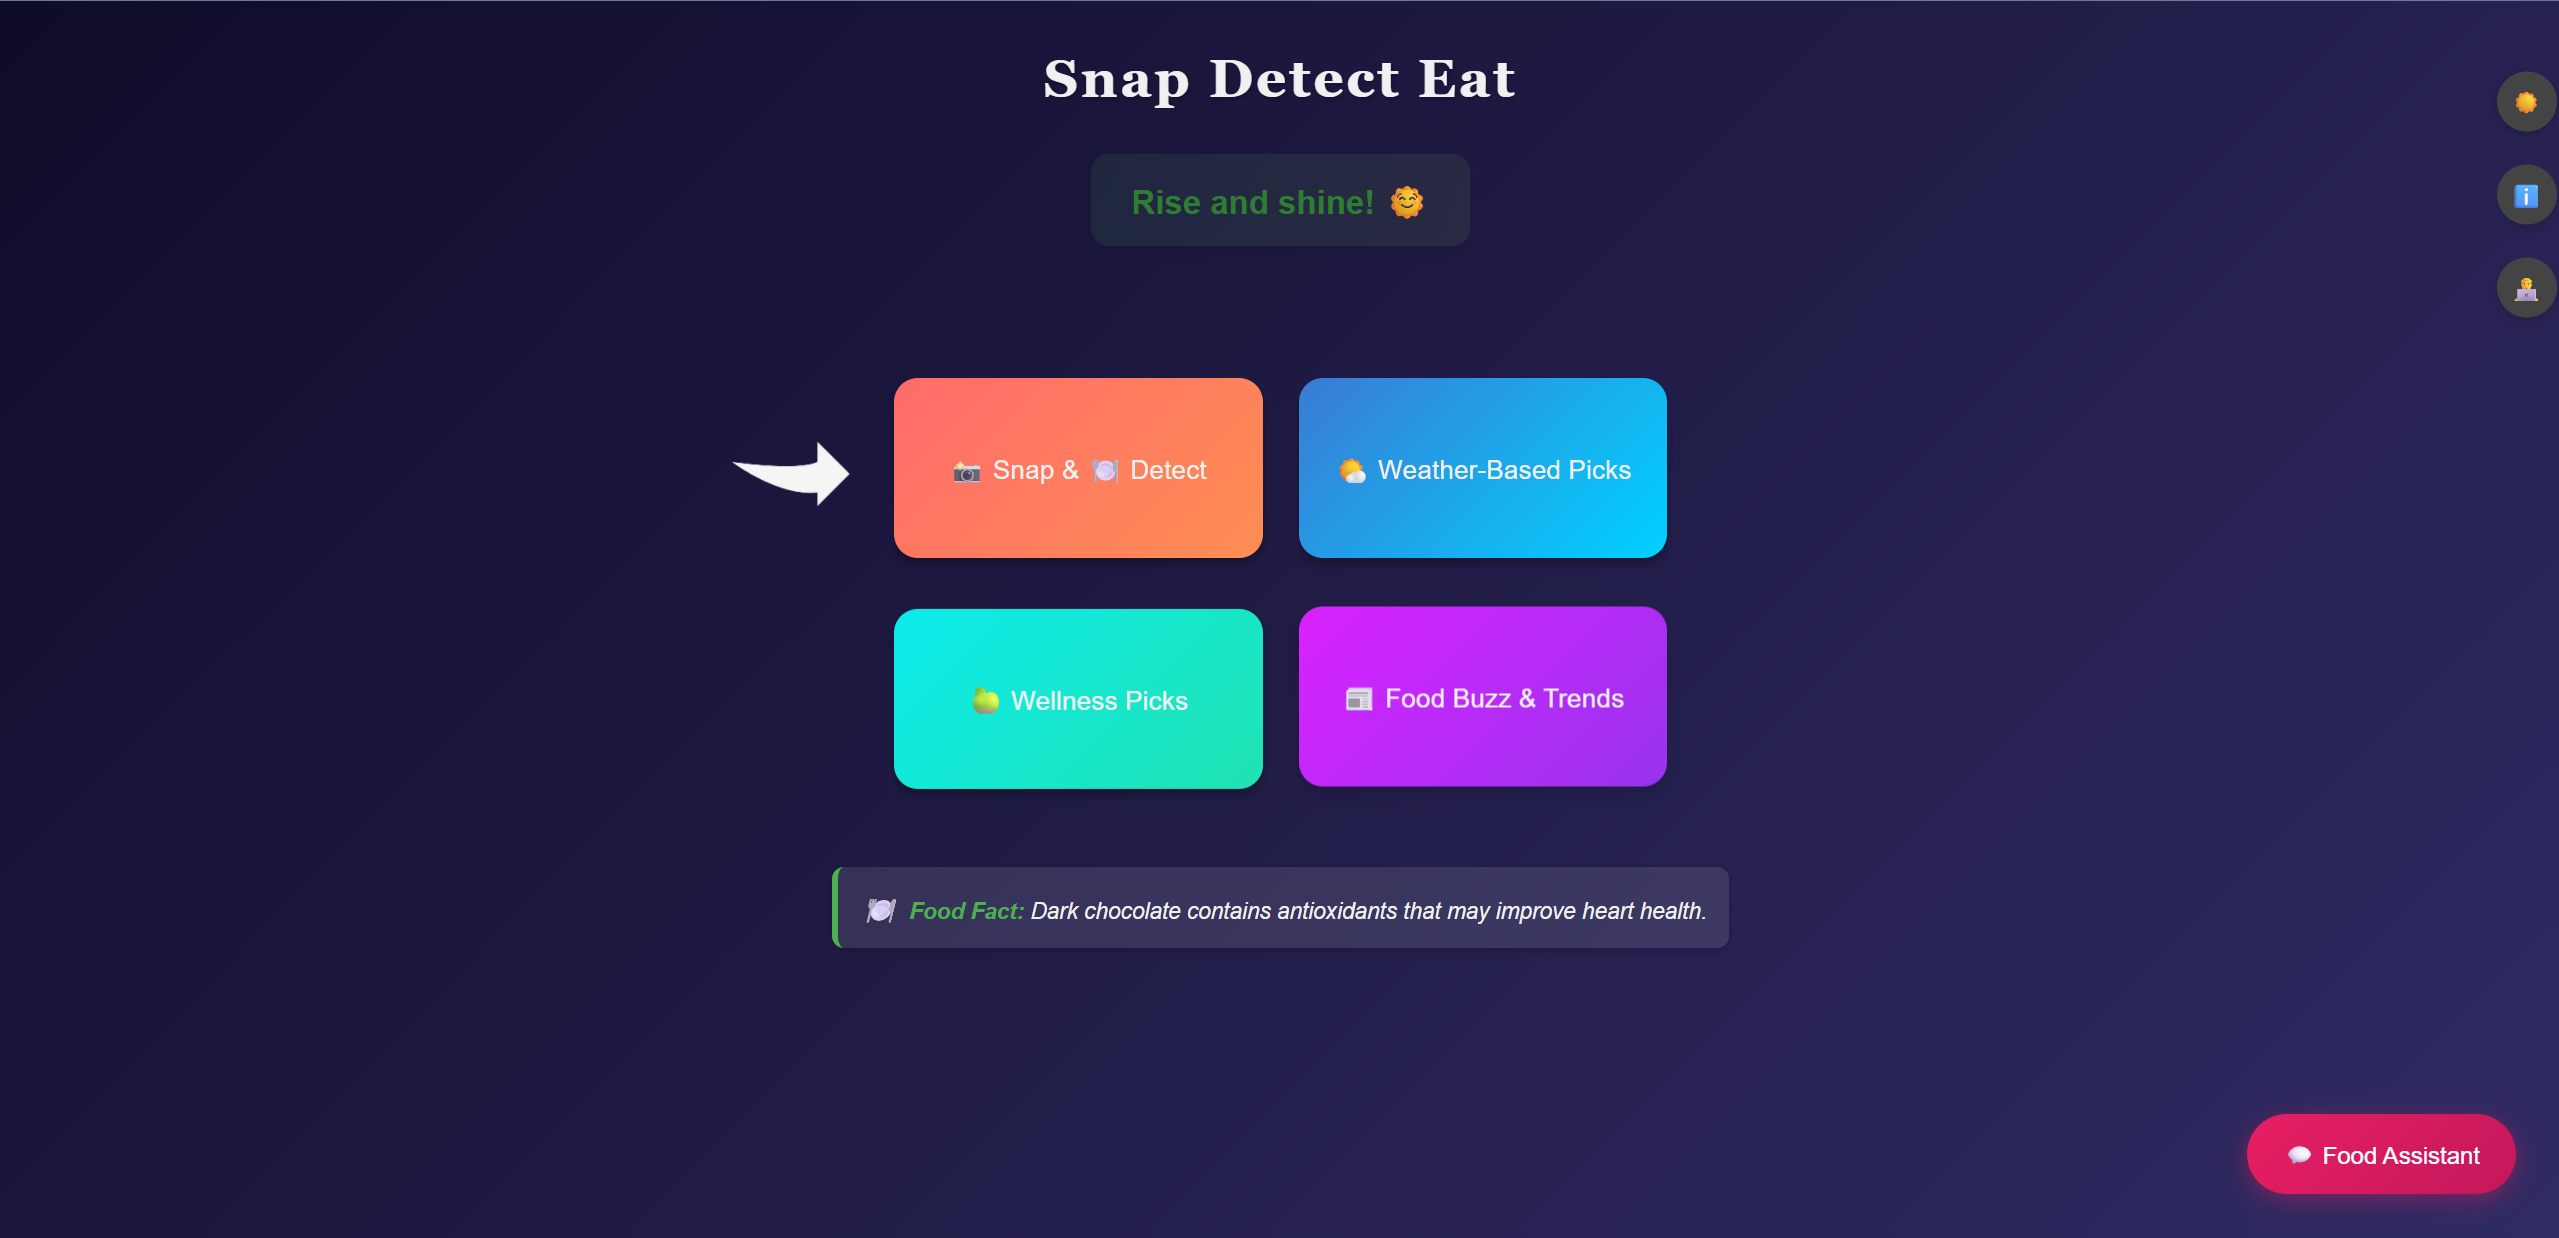 Snap Detect Eat
Rise and shine! 🌞
📸 Snap & 🍽️ Detect
🌤️ Weather-Based Picks
🍏 Wellness Picks
📰 Food Buzz & Trends
🍽️ Food Fact: Dark chocolate contains antioxidants that may improve heart health.
💬 Food Assistant